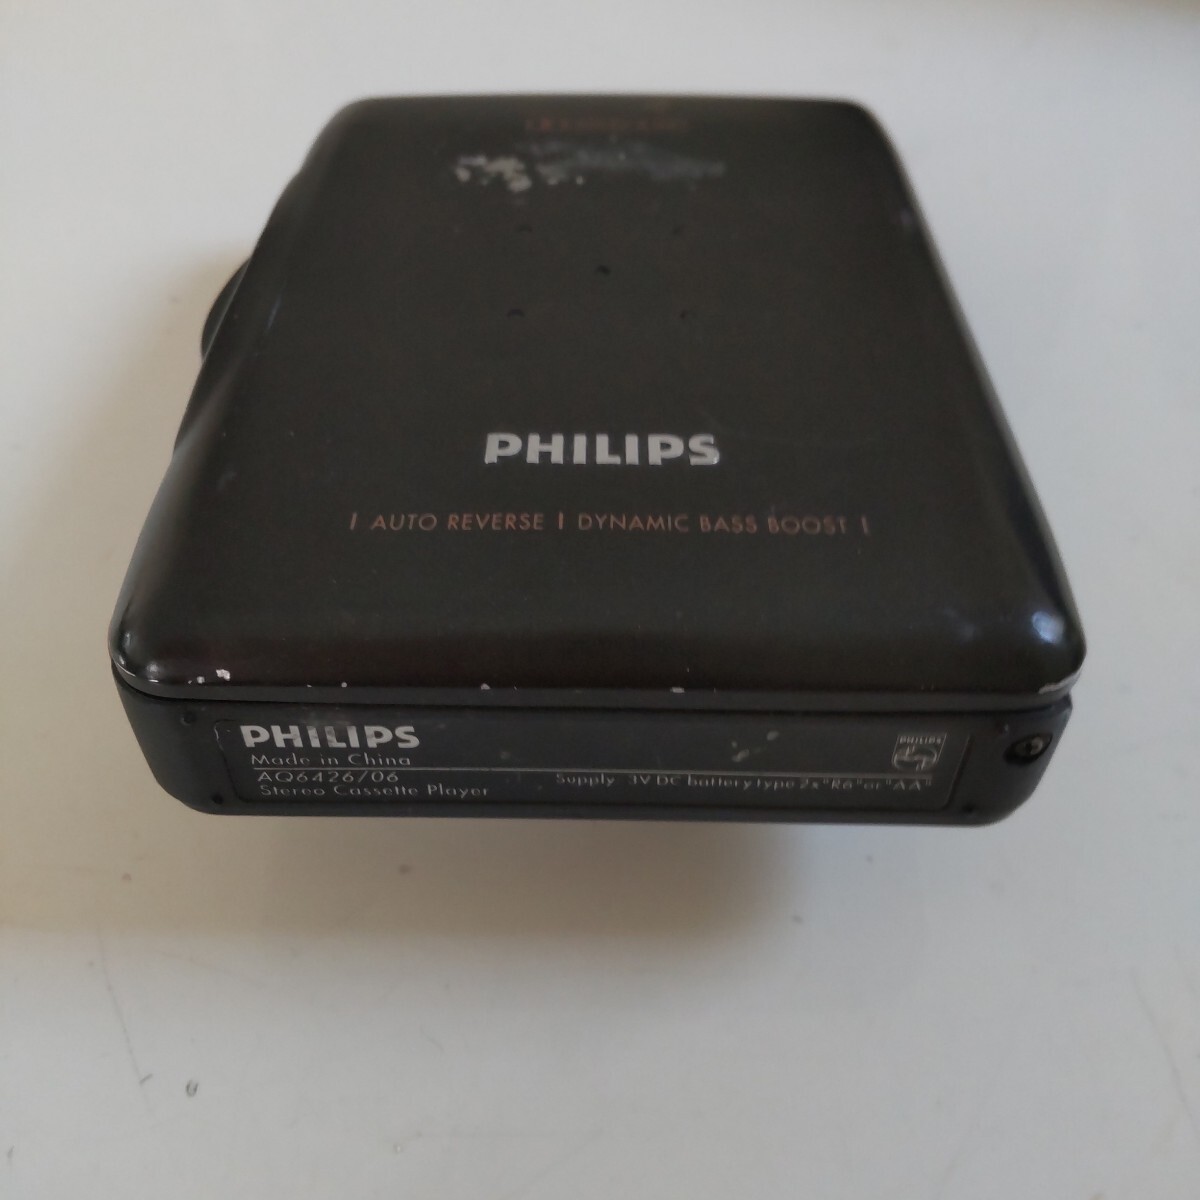 PHILIPS
| AUTO REVERSE | DYNAMIC BASS BOOST |
PHILIPS
Made in China
AQ6426/06
Stereo Cassette Player
PHILIPS
Supply 3V DC battery type 2x "R6" or "AA"